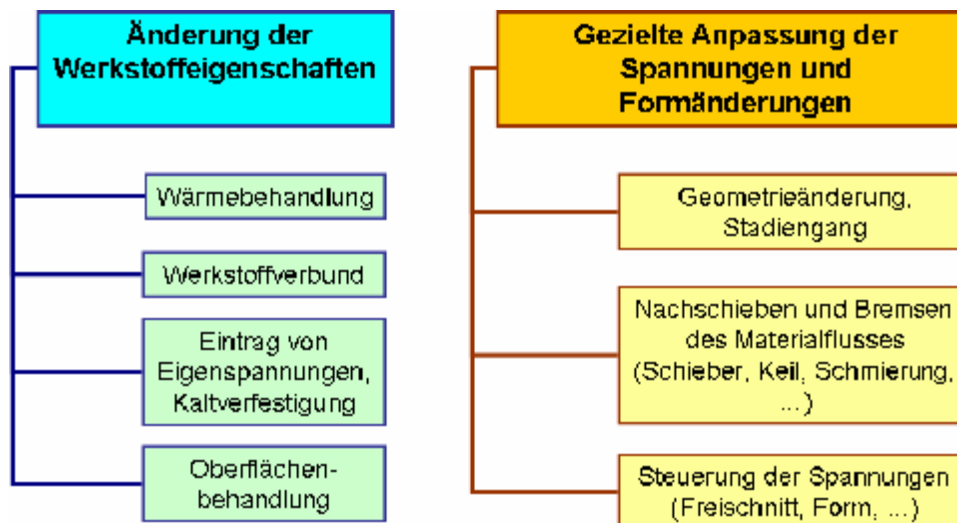 Änderung der
Werkstoffeigenschaften
Wärmebehandlung
Werkstoffverbund
Eintrag von
Eigenspannungen,
Kaltverfestigung
Oberflächen-
behandlung
Gezielte Anpassung der
Spannungen und
Formänderungen
Geometrieänderung,
Stadiengang
Nachschieben und Bremsen
des Materialflusses
(Schieber, Keil, Schmierung,
...)
Steuerung der Spannungen
(Freischnitt, Form, ...)